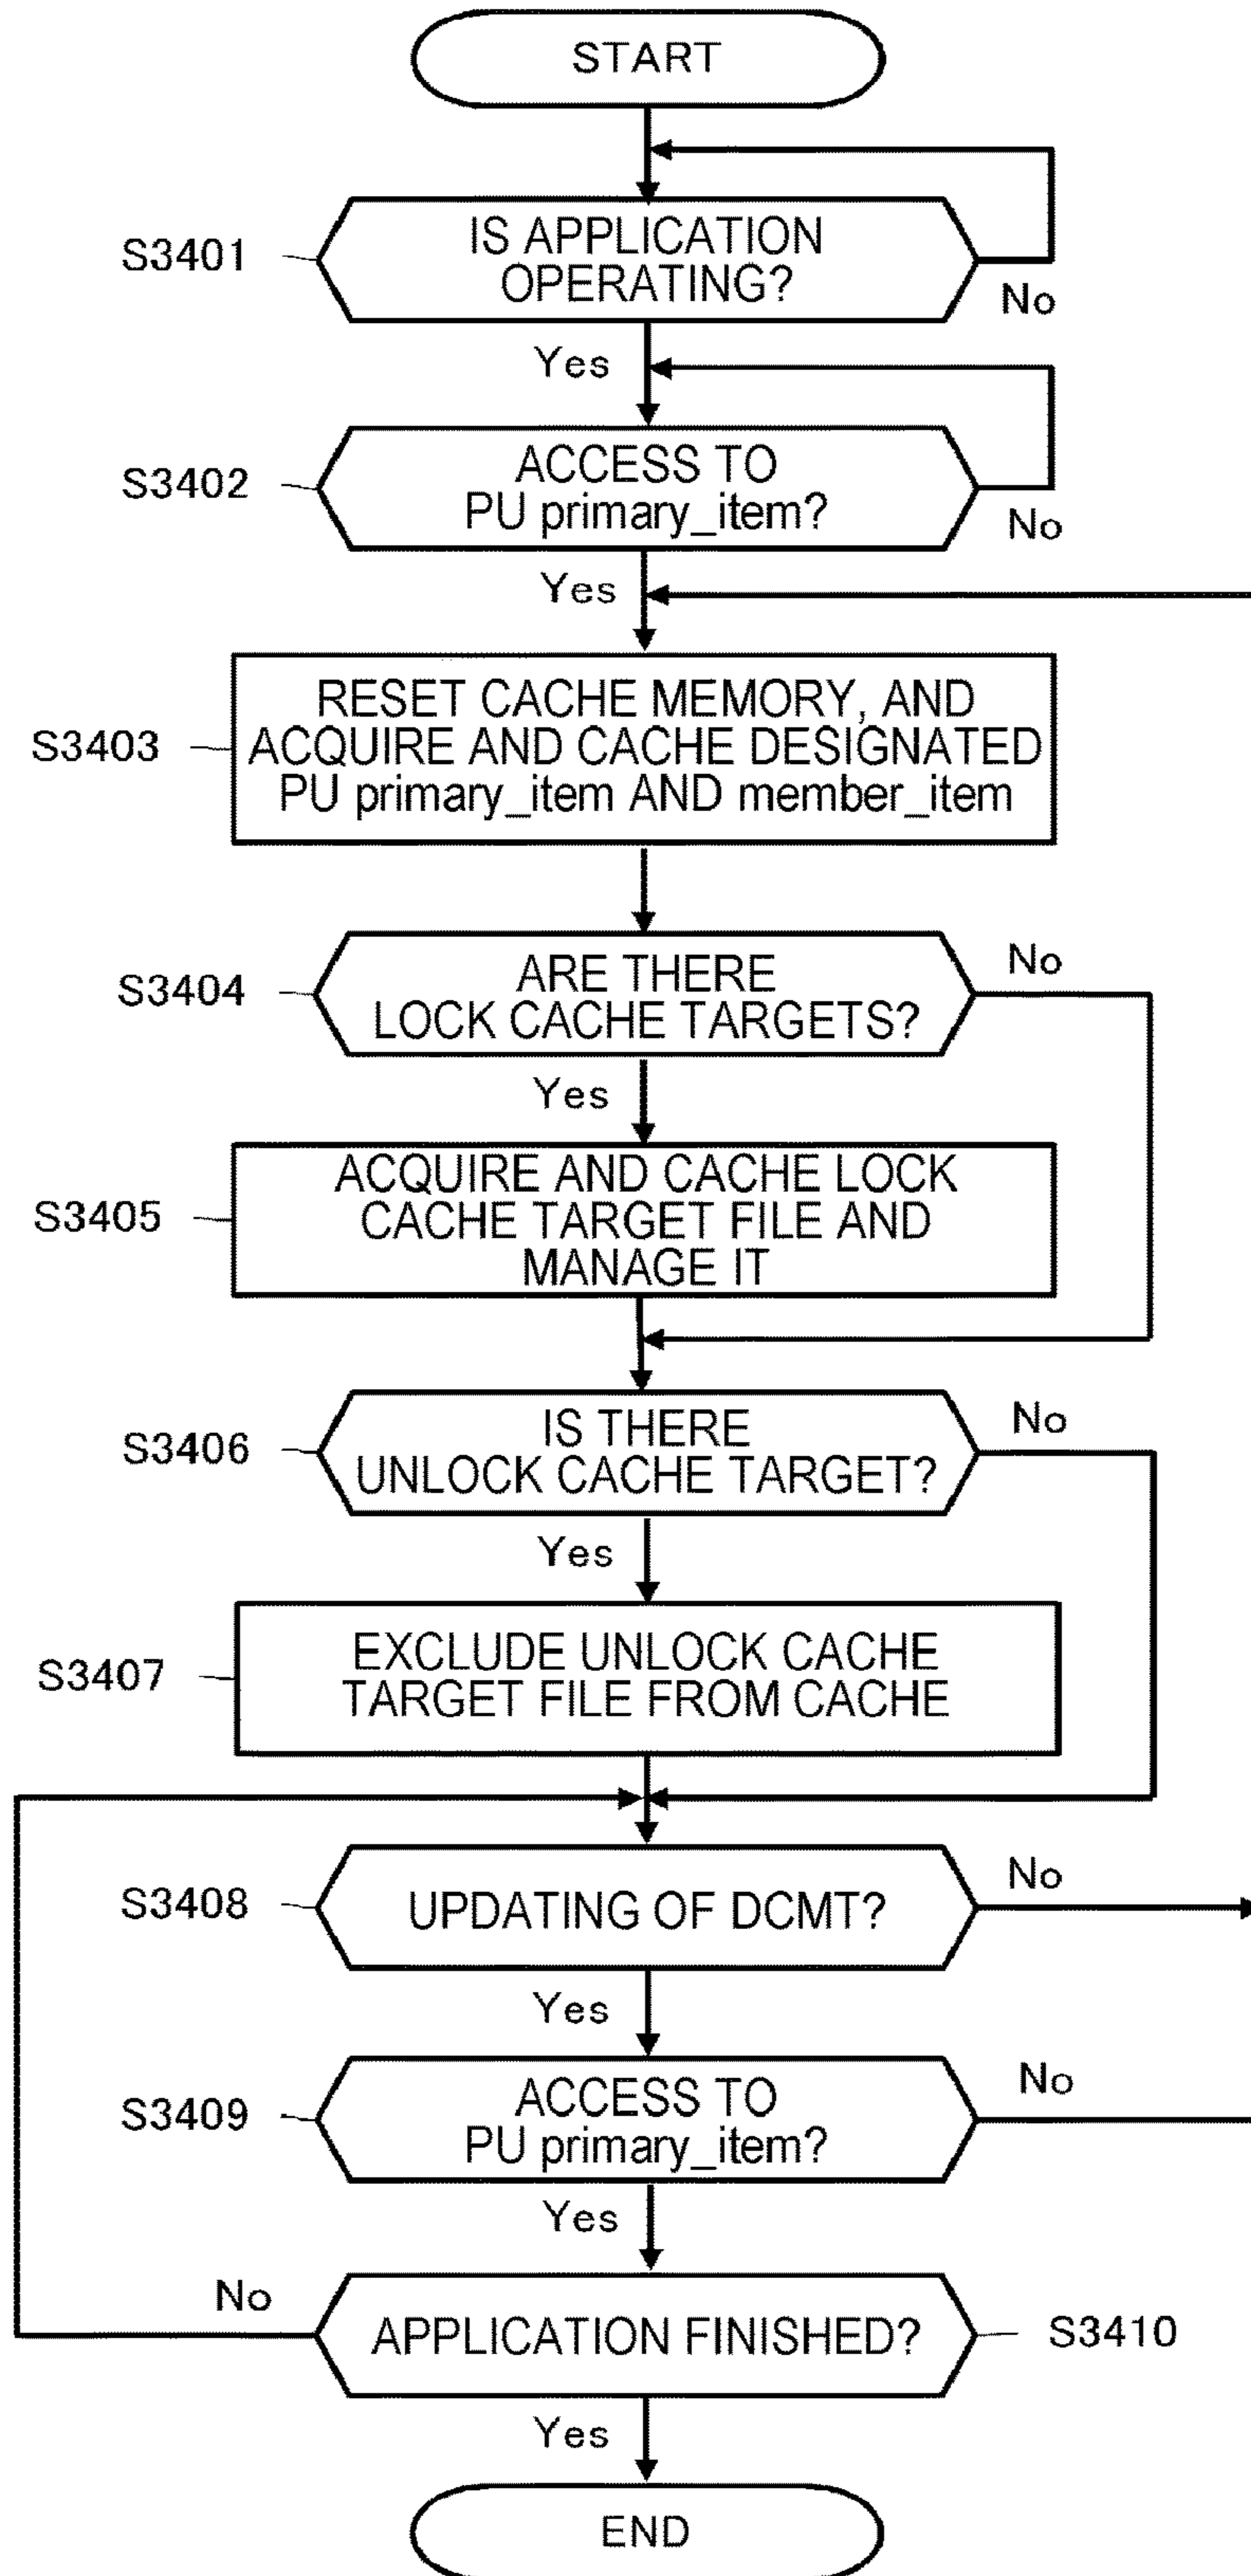 START
S3401
IS APPLICATION
OPERATING?
No
Yes
S3402
ACCESS TO
PU primary_item?
No
Yes
S3403
RESET CACHE MEMORY, AND
ACQUIRE AND CACHE DESIGNATED
PU primary_item AND member_item
S3404
ARE THERE
LOCK CACHE TARGETS?
No
Yes
S3405
ACQUIRE AND CACHE LOCK
CACHE TARGET FILE AND
MANAGE IT
S3406
IS THERE
UNLOCK CACHE TARGET?
No
Yes
S3407
EXCLUDE UNLOCK CACHE
TARGET FILE FROM CACHE
S3408
UPDATING OF DCMT?
No
Yes
S3409
ACCESS TO
PU primary_item?
No
Yes
No
APPLICATION FINISHED?
S3410
Yes
END